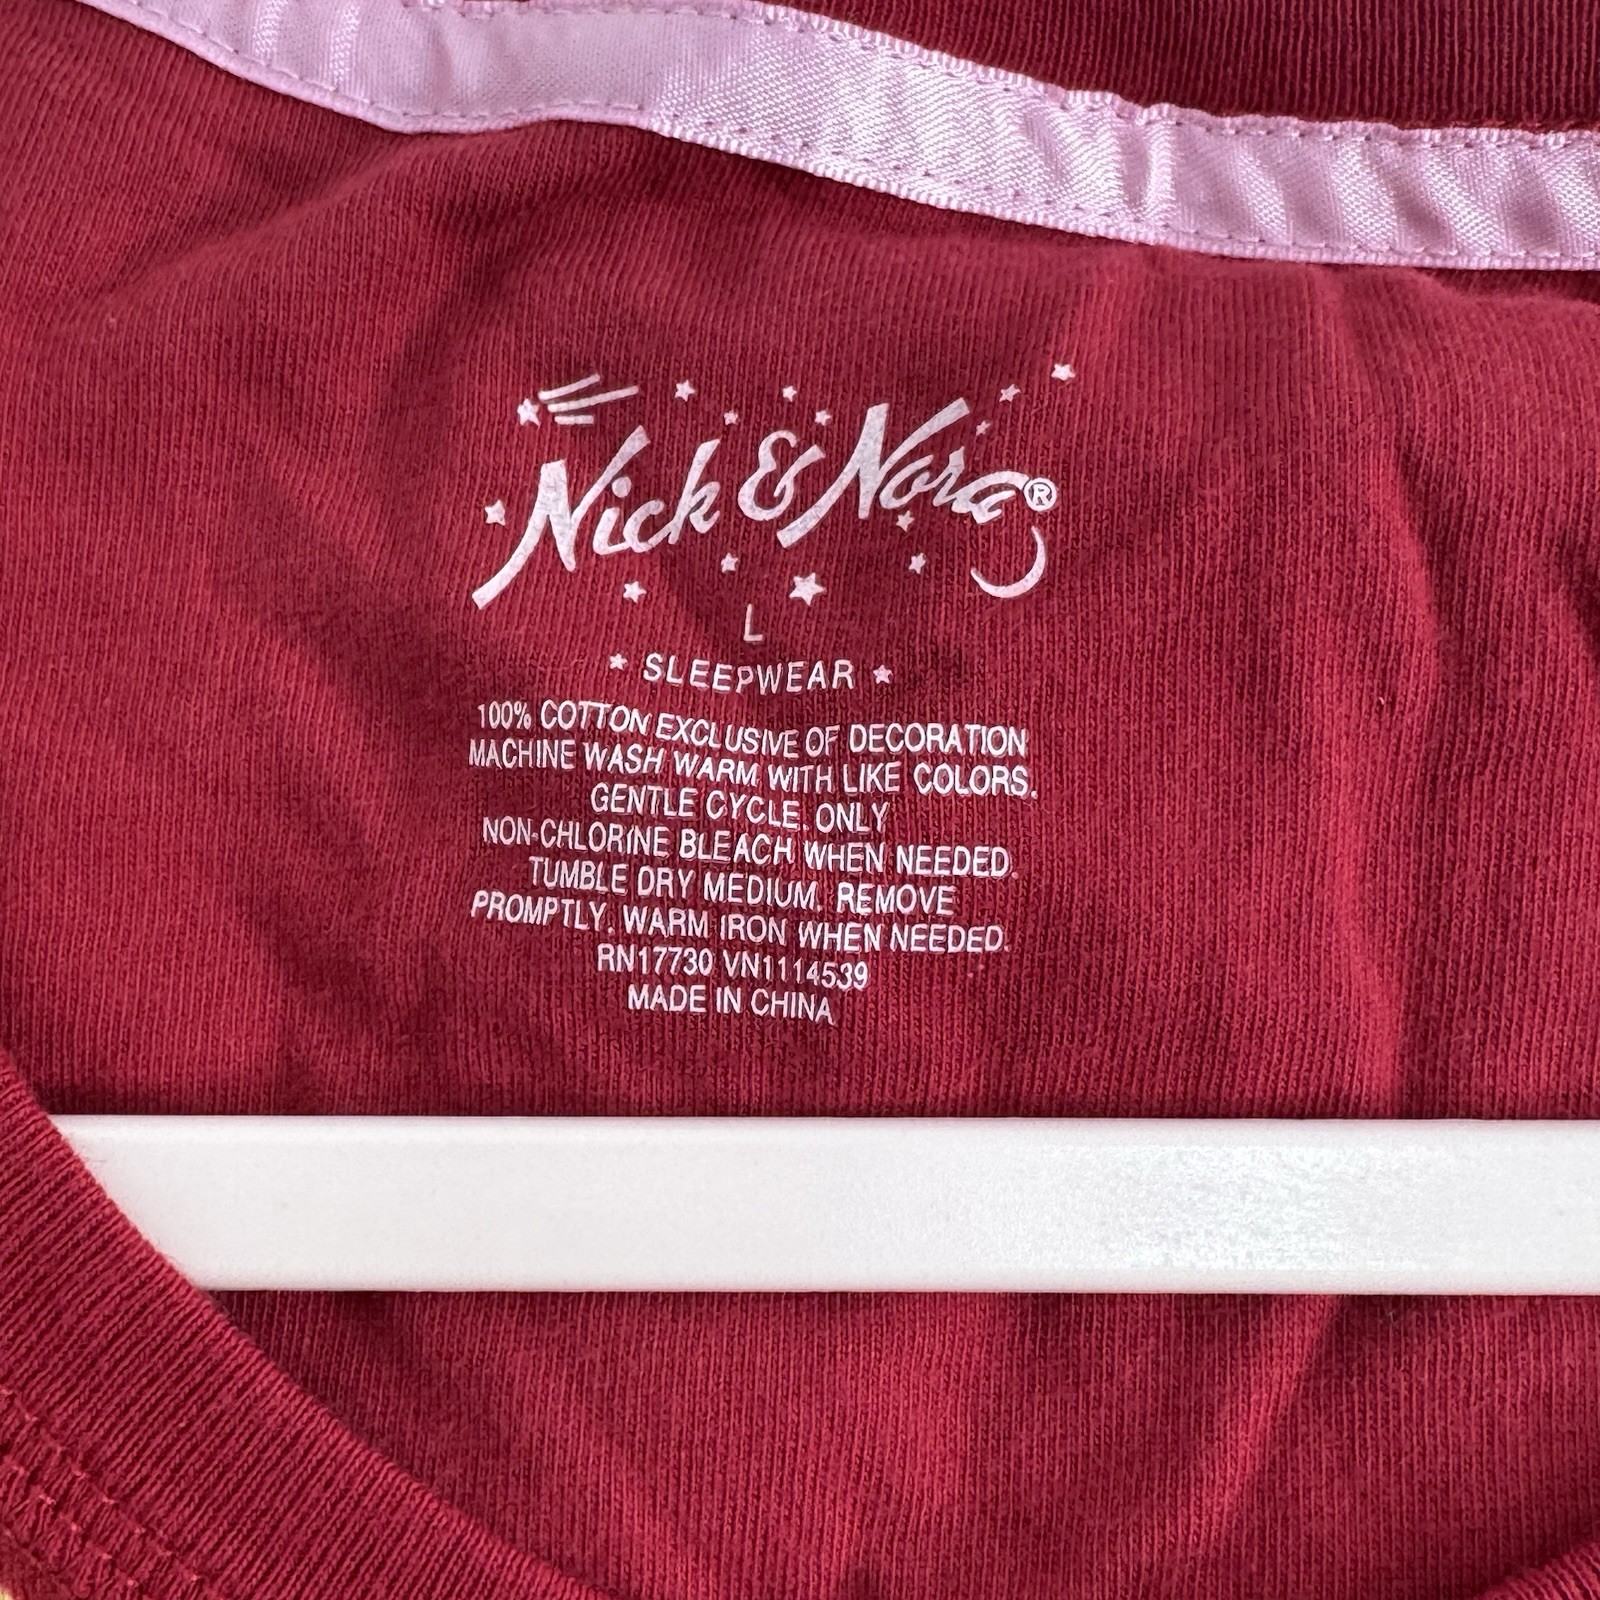 Nick & Nora®
L
* SLEEPWEAR *
100% COTTON EXCLUSIVE OF DECORATION
MACHINE WASH WARM WITH LIKE COLORS.
GENTLE CYCLE. ONLY
NON-CHLORINE BLEACH WHEN NEEDED.
TUMBLE DRY MEDIUM. REMOVE
PROMPTLY. WARM IRON WHEN NEEDED.
RN17730 VN1114539
MADE IN CHINA